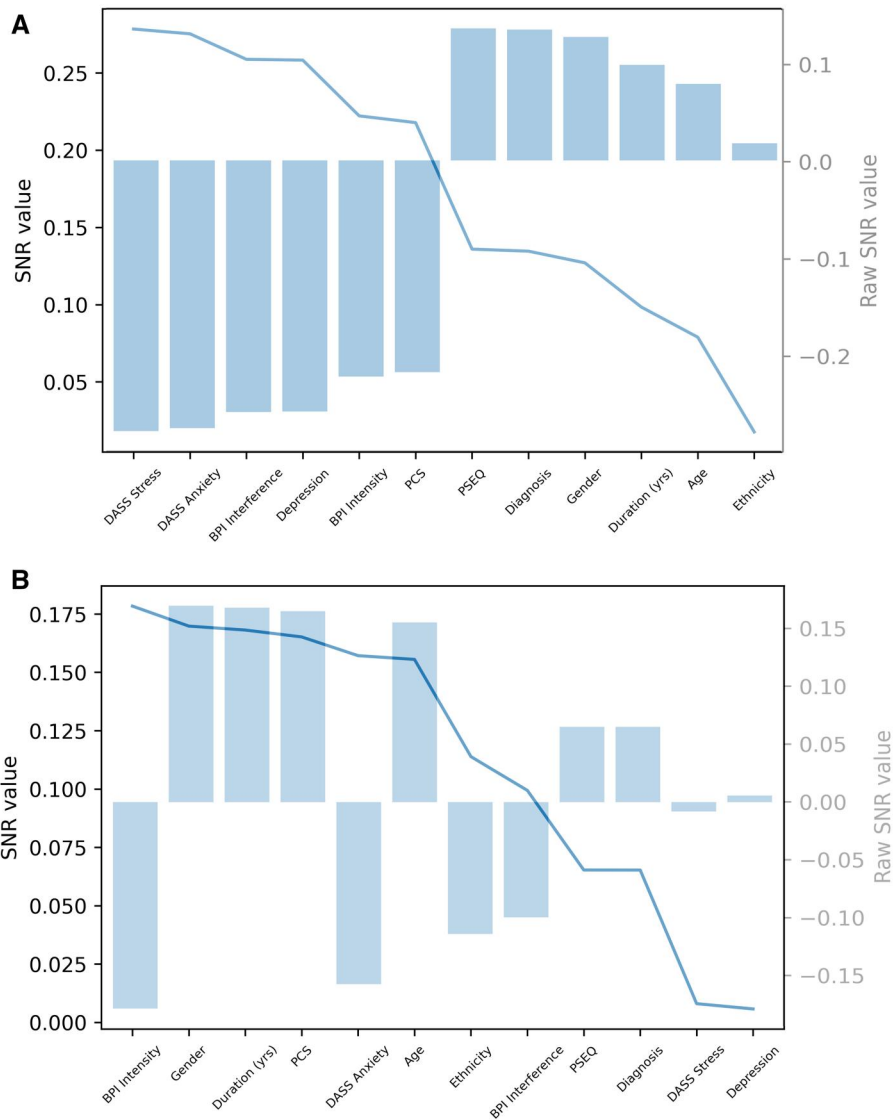 A
0.25
0.20
0.15
0.10
0.05
SNR value
0.1
0.0
−0.1
−0.2
Raw SNR value
DASS Stress
DASS Anxiety
BPI Interference
Depression
BPI Intensity
PCS
PSEQ
Diagnosis
Gender
Duration (yrs)
Age
Ethnicity
B
0.175
0.150
0.125
0.100
0.075
0.050
0.025
0.000
SNR value
0.15
0.10
0.05
0.00
−0.05
−0.10
−0.15
Raw SNR value
BPI Intensity
Gender
Duration (yrs)
PCS
DASS Anxiety
Age
Ethnicity
BPI Interference
PSEQ
Diagnosis
DASS Stress
Depression